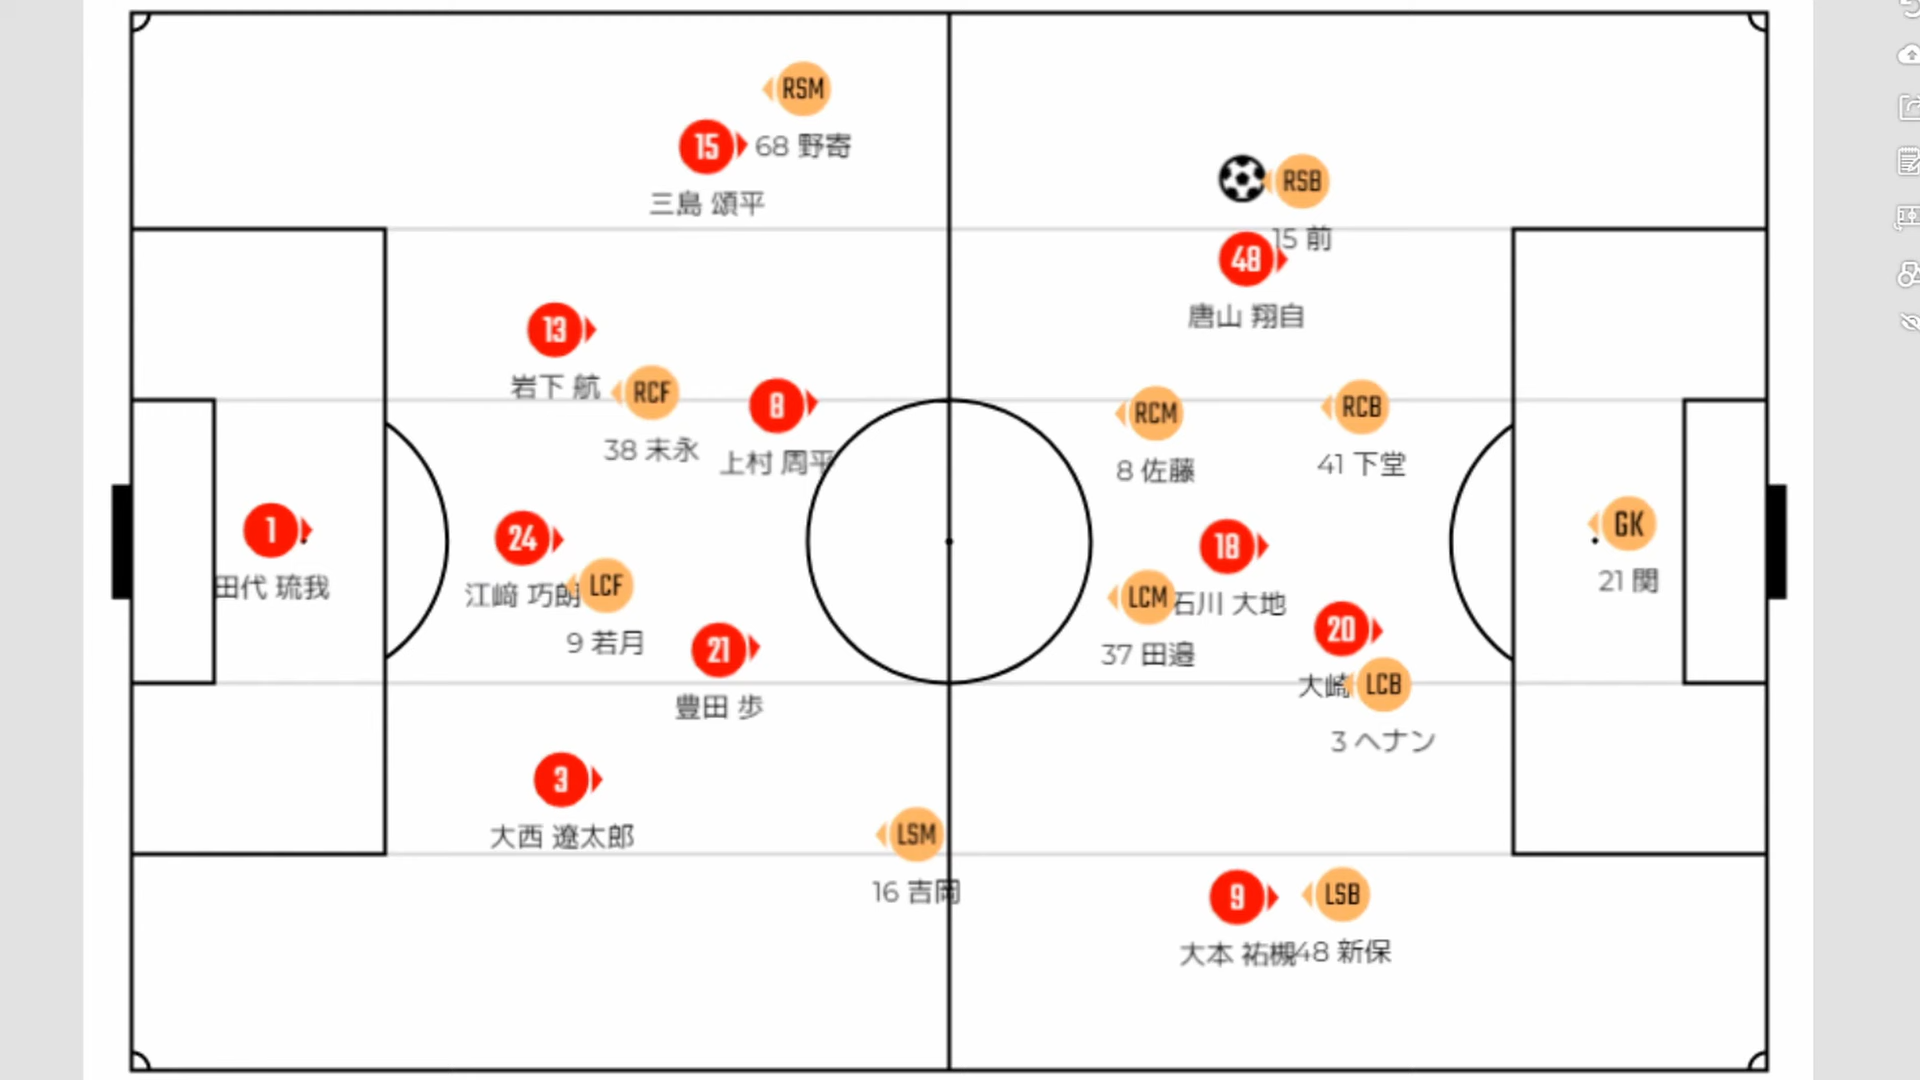 RSM
68 野寄
15
三島 頌平
RSB
15 前
48
唐山 翔自
13
岩下 航
RCF
38 末永
8
上村 周平
RCM
8 佐藤
RCB
41 下堂
1
田代 琉我
24
江﨑 巧朗
LCF
9 若月
21
豊田 歩
18
石川 大地
LCM
37 田邉
20
大崎
LCB
3 ヘナン
GK
21 関
3
大西 遼太郎
LSM
16 吉岡
9
大本 祐槻
LSB
48 新保